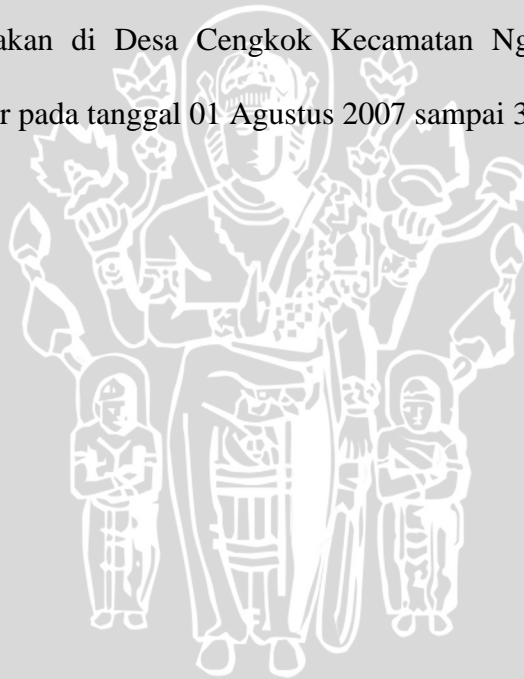 akan di Desa Cengkok Kecamatan Ng
r pada tanggal 01 Agustus 2007 sampai 3